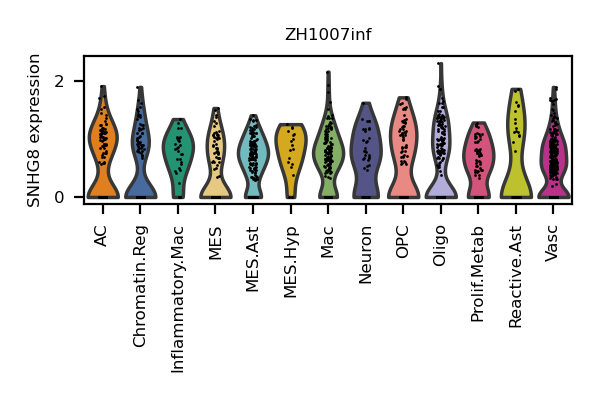 ZH1007inf
SNHG8 expression
2
0
AC
Chromatin.Reg
Inflammatory.Mac
MES
MES.Ast
MES.Hyp
Mac
Neuron
OPC
Oligo
Prolif.Metab
Reactive.Ast
Vasc